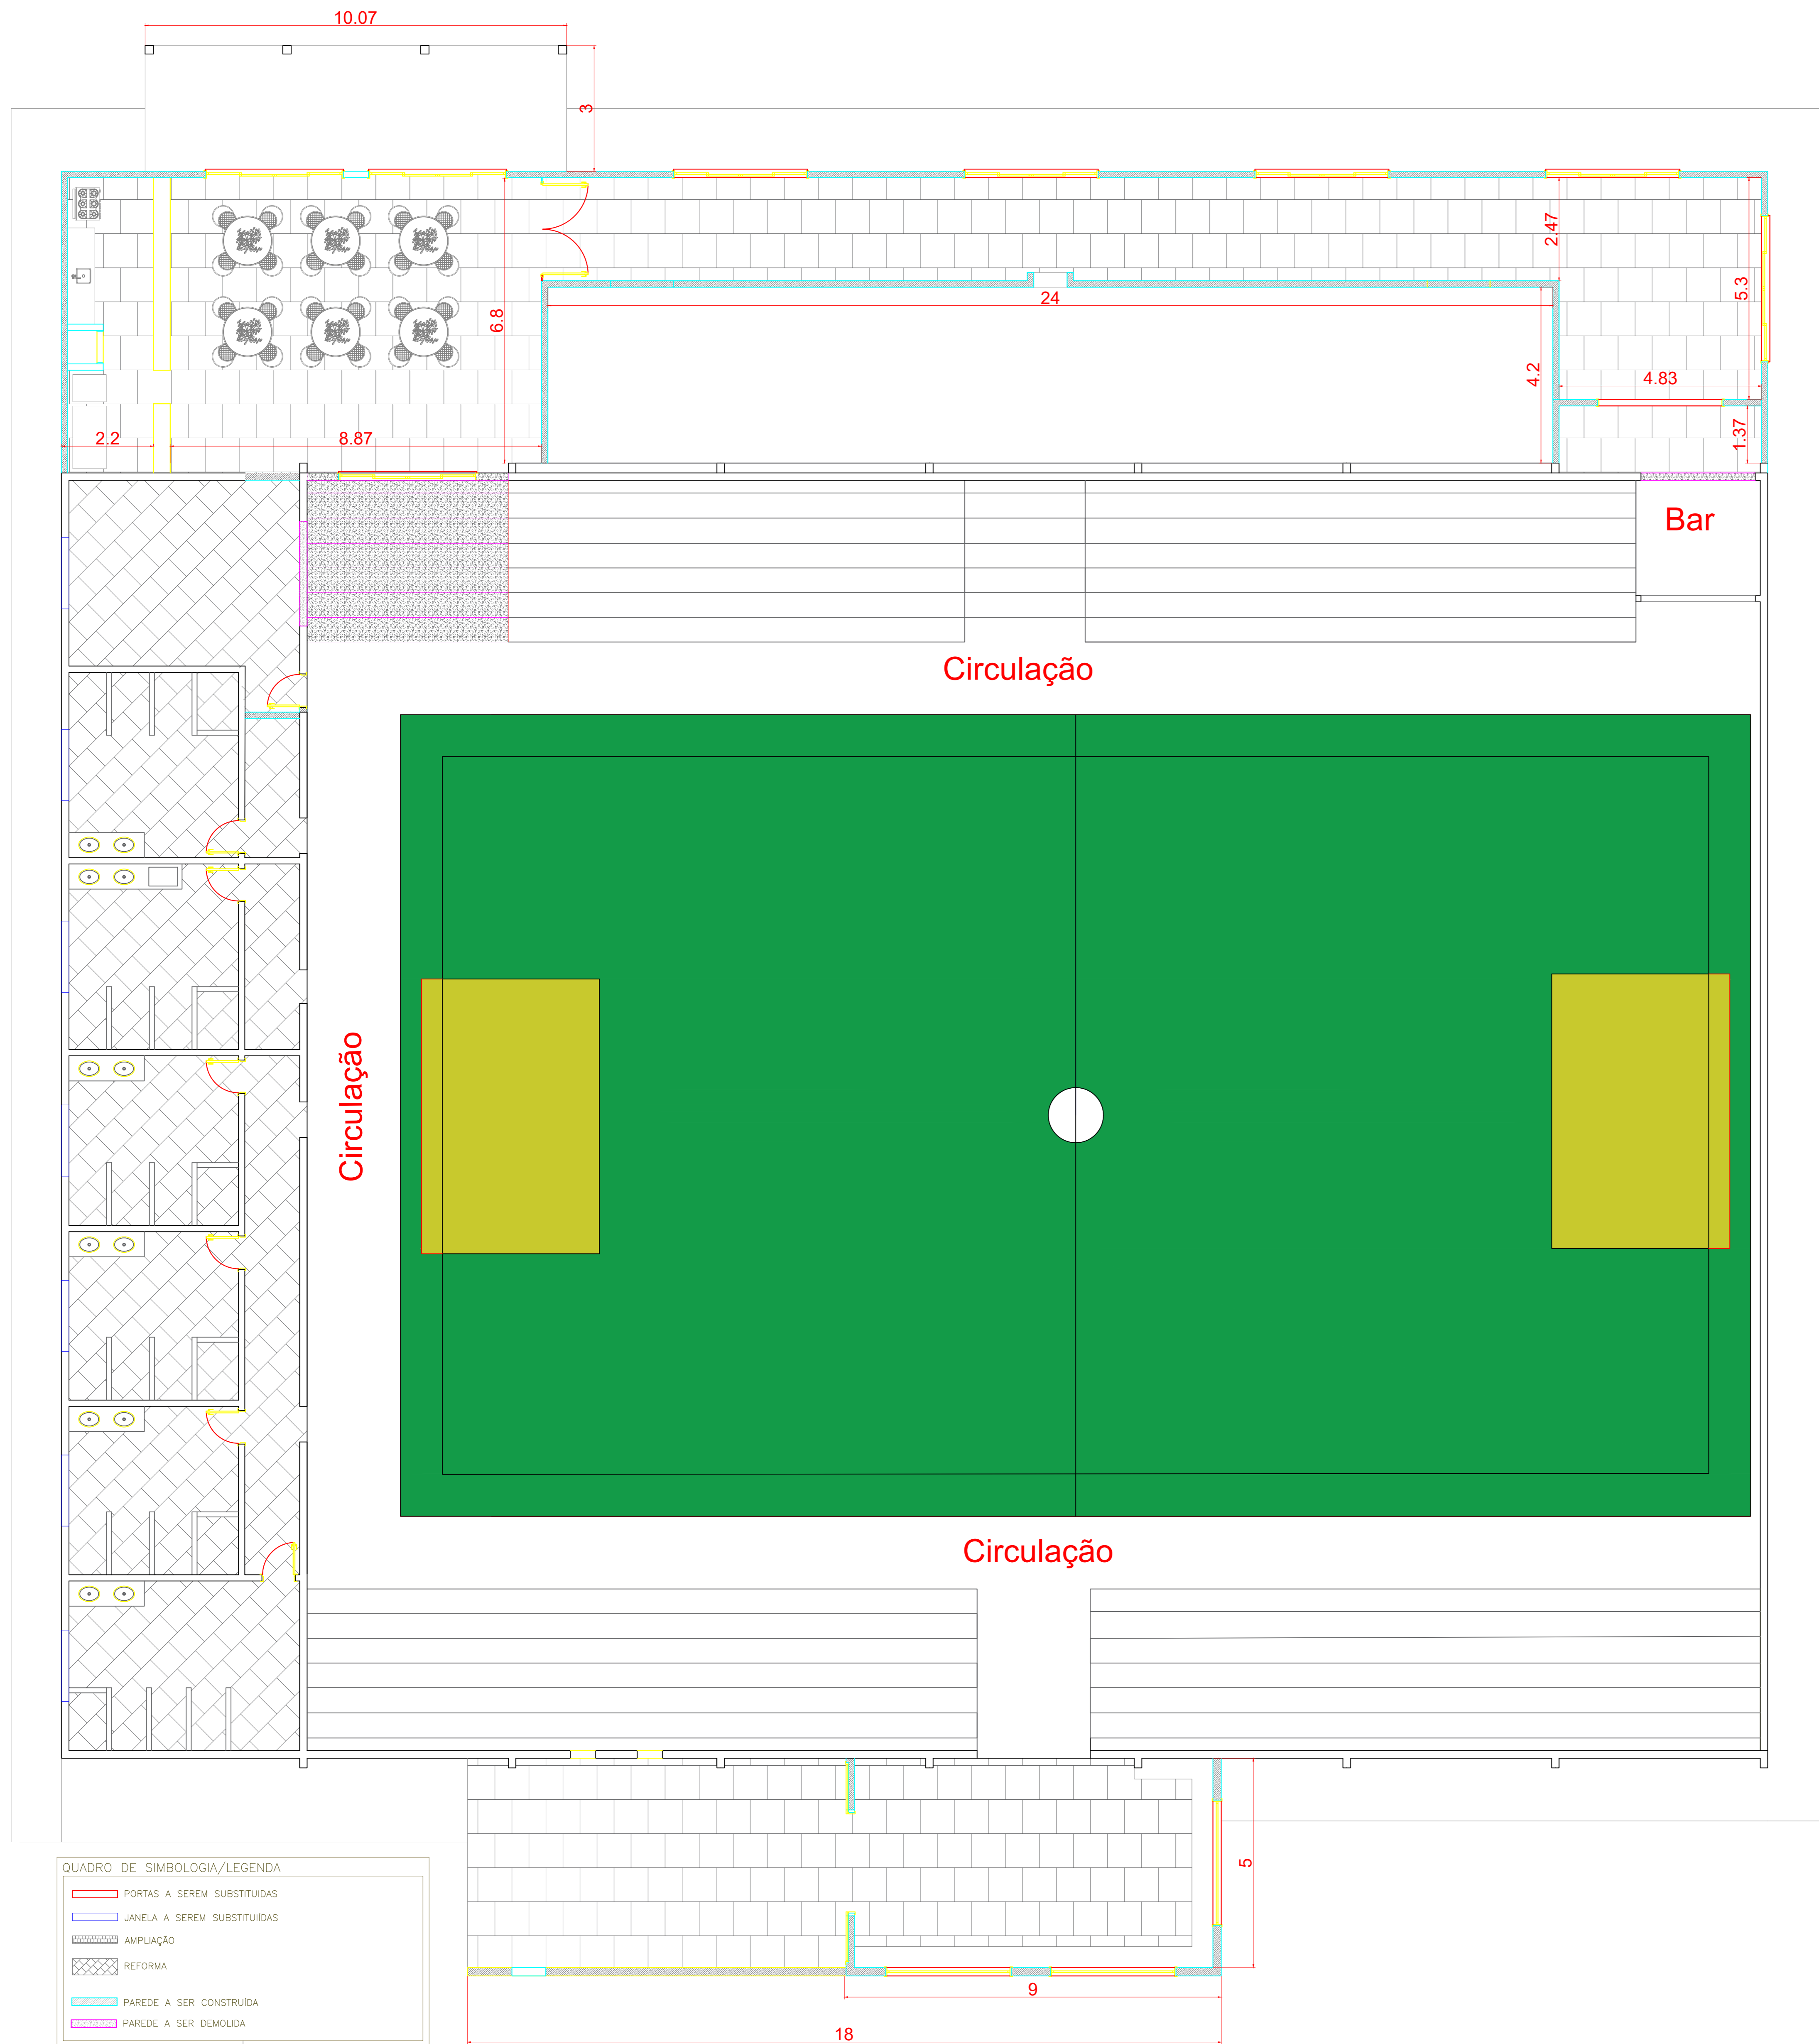 10.07
3
2.47
5.3
24
6.8
4.2
4.83
2.2
8.87
1.37
Bar
Circulação
Circulação
Circulação
5
9
18
QUADRO DE SIMBOLOGIA/LEGENDA
PORTAS A SEREM SUBSTITUIDAS
JANELA A SEREM SUBSTITUIÍDAS
AMPLIAÇÃO
REFORMA
PAREDE A SER CONSTRUÍDA
PAREDE A SER DEMOLIDA